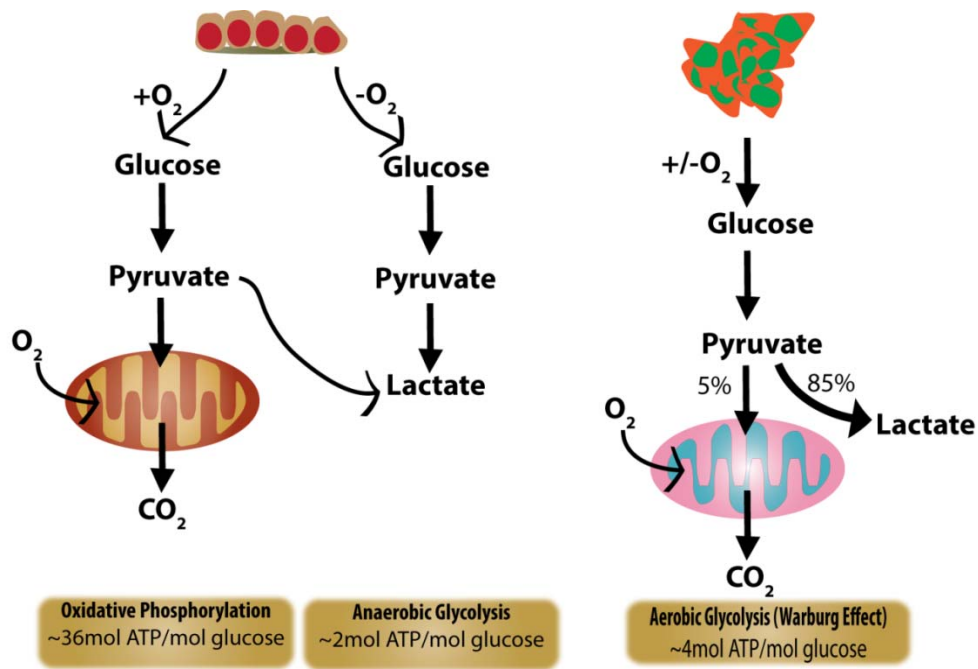 +O₂
-O₂
Glucose
Glucose
Pyruvate
Pyruvate
O₂
Lactate
CO₂
Oxidative Phosphorylation
~36mol ATP/mol glucose
Anaerobic Glycolysis
~2mol ATP/mol glucose
+/-O₂
Glucose
Pyruvate
5%
85%
O₂
Lactate
CO₂
Aerobic Glycolysis (Warburg Effect)
~4mol ATP/mol glucose